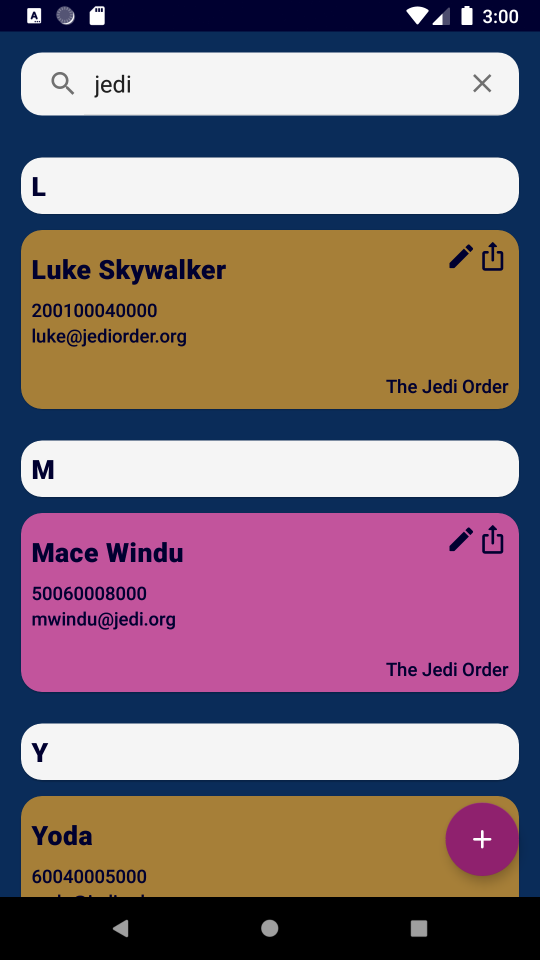 3:00
jedi
L
Luke Skywalker
200100040000
luke@jediorder.org
The Jedi Order
M
Mace Windu
50060008000
mwindu@jedi.org
The Jedi Order
Y
Yoda
60040005000